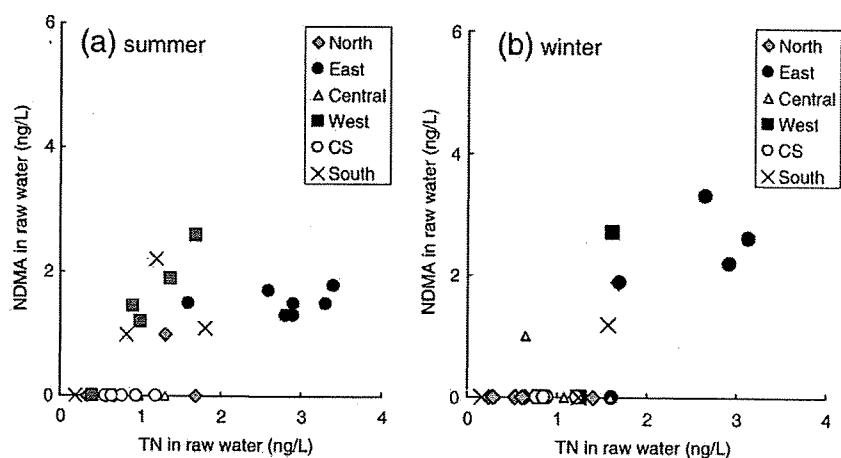 (a) summer
North
East
Central
West
CS
South
NDMA in raw water (ng/L)
6
4
2
0
0 1 2 3 4
TN in raw water (ng/L)
(b) winter
North
East
Central
West
CS
South
NDMA in raw water (ng/L)
6
4
2
0
0 1 2 3 4
TN in raw water (ng/L)